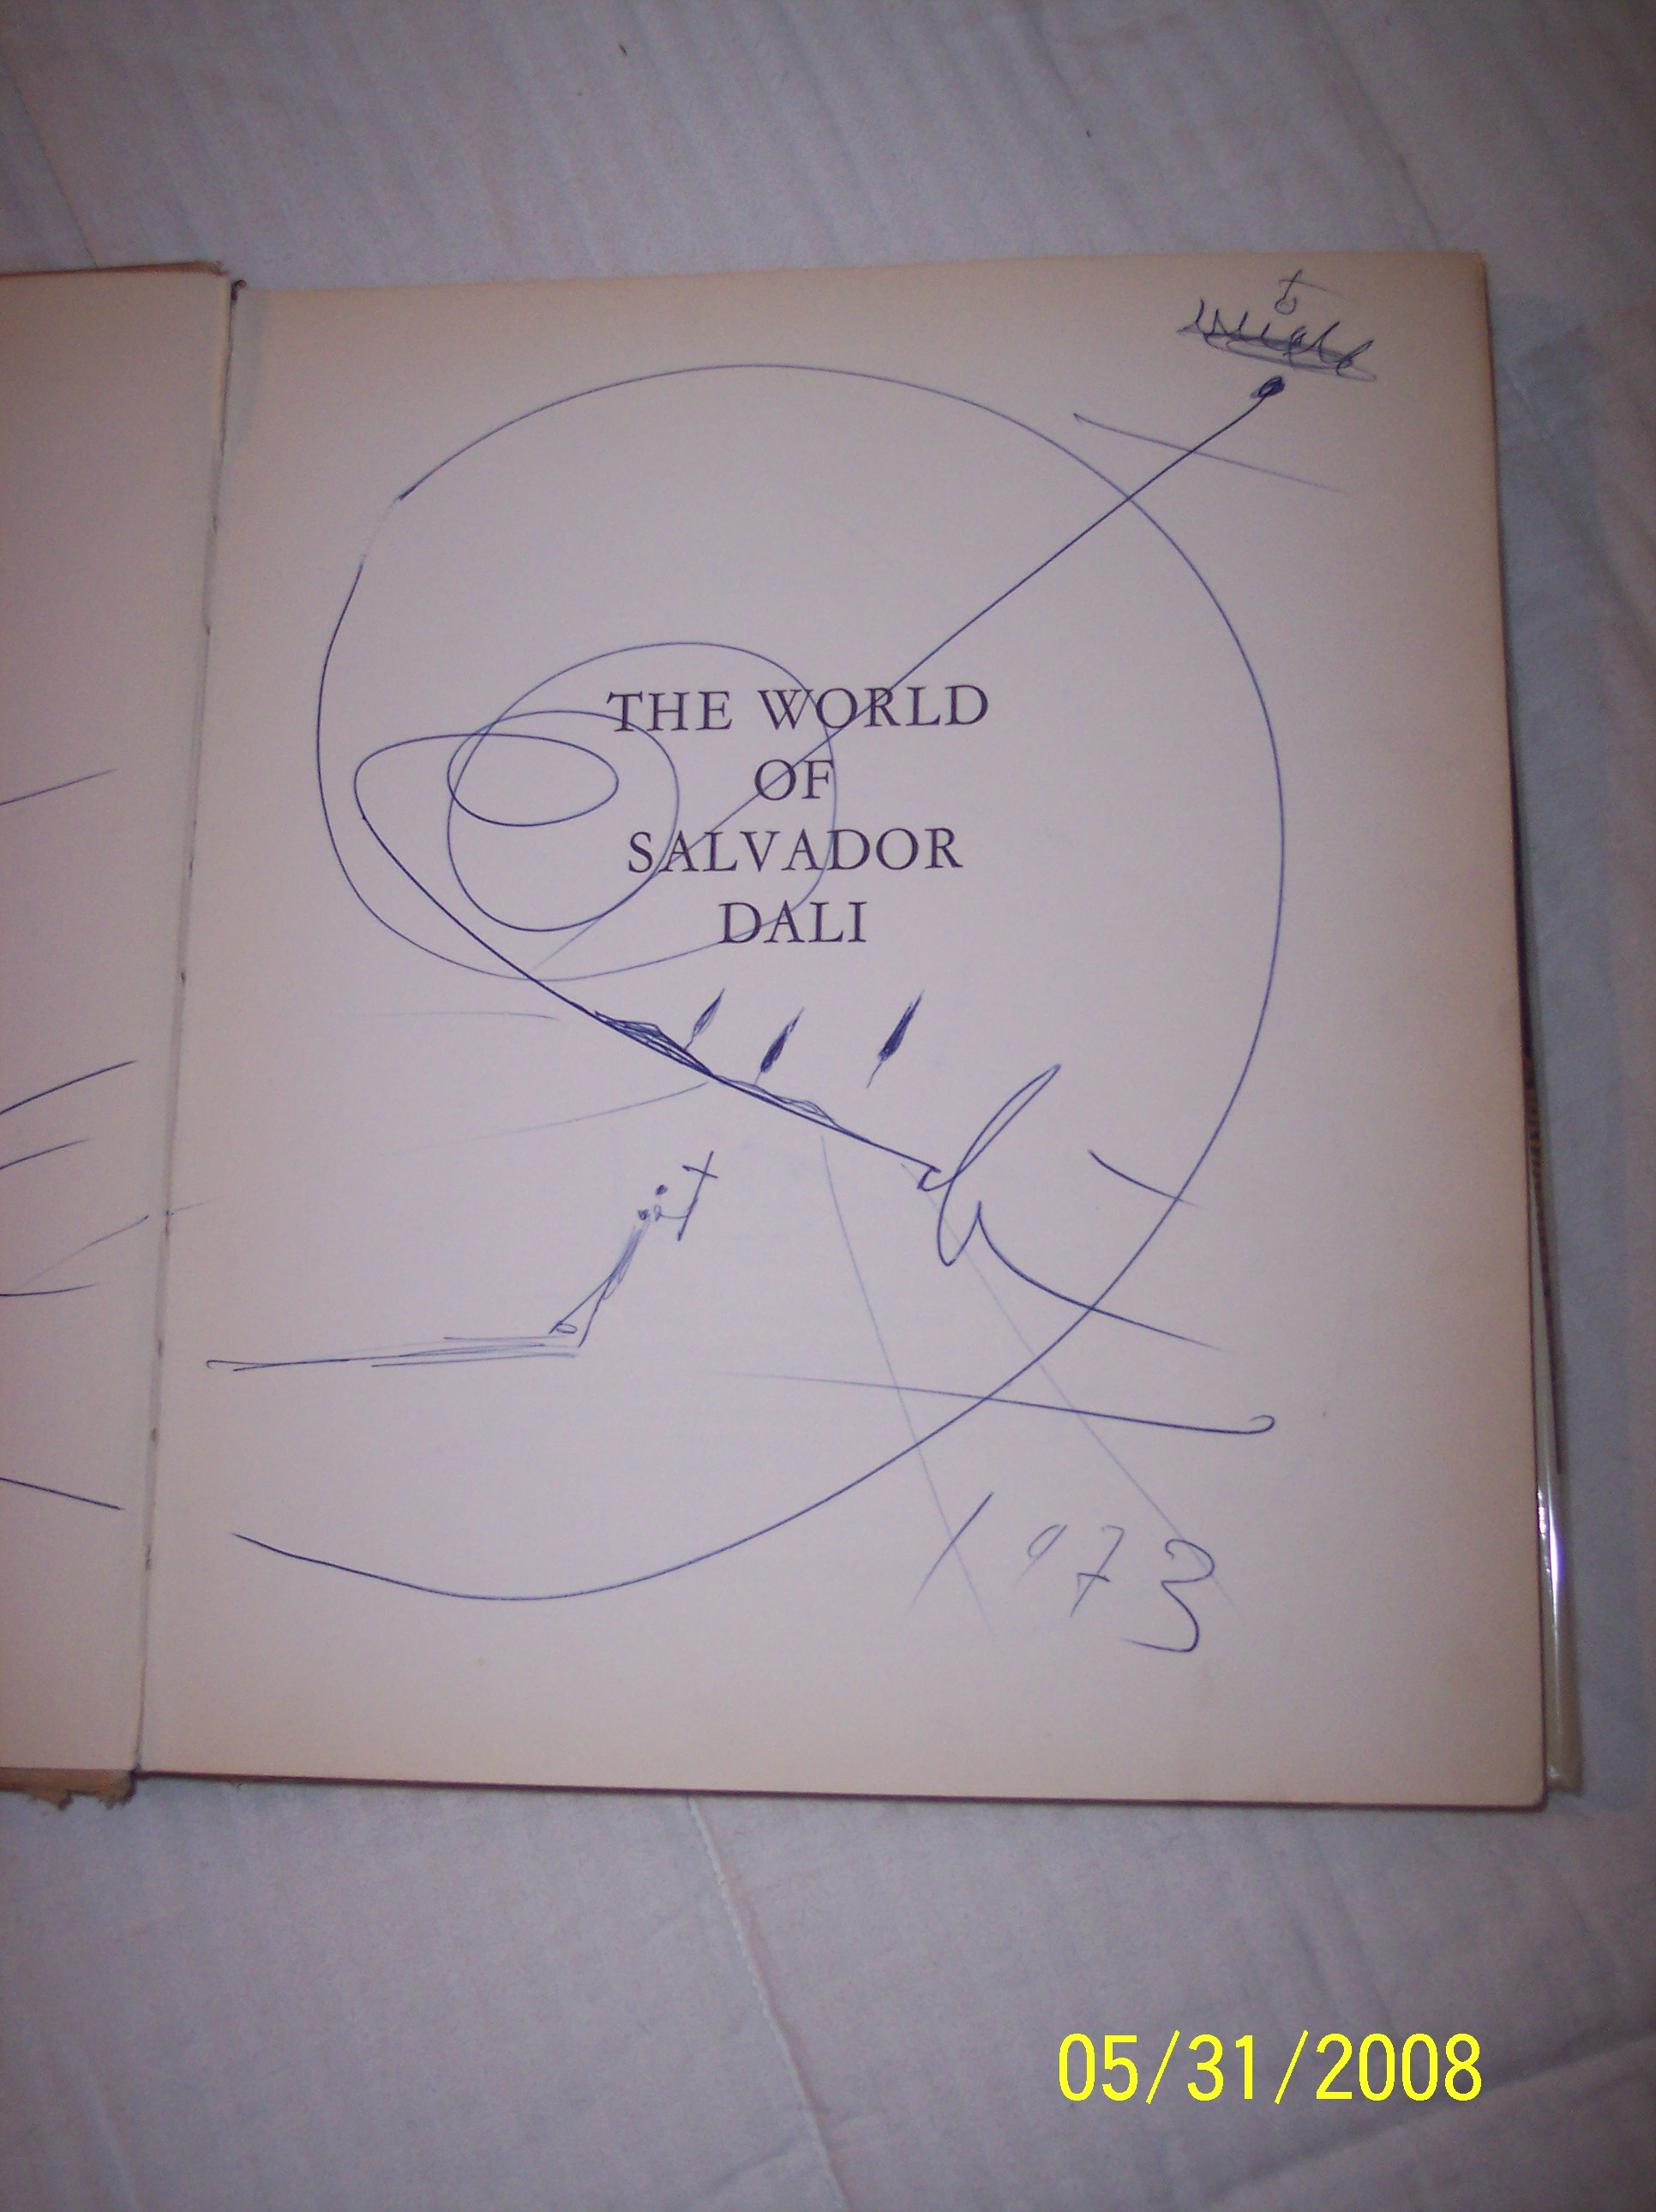 THE WORLD
OF
SALVADOR
DALI
1973
05/31/2008